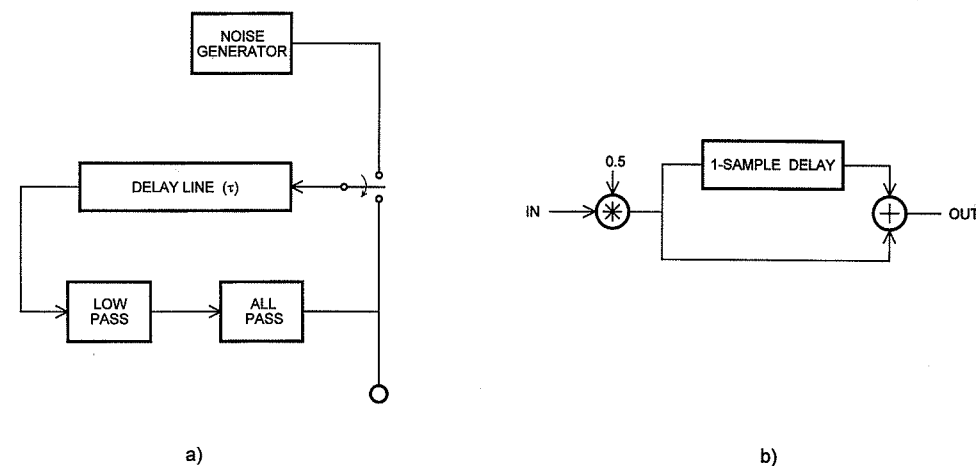 NOISE
GENERATOR
DELAY LINE (τ)
LOW
PASS
ALL
PASS
a)
0.5
1-SAMPLE DELAY
IN
OUT
b)